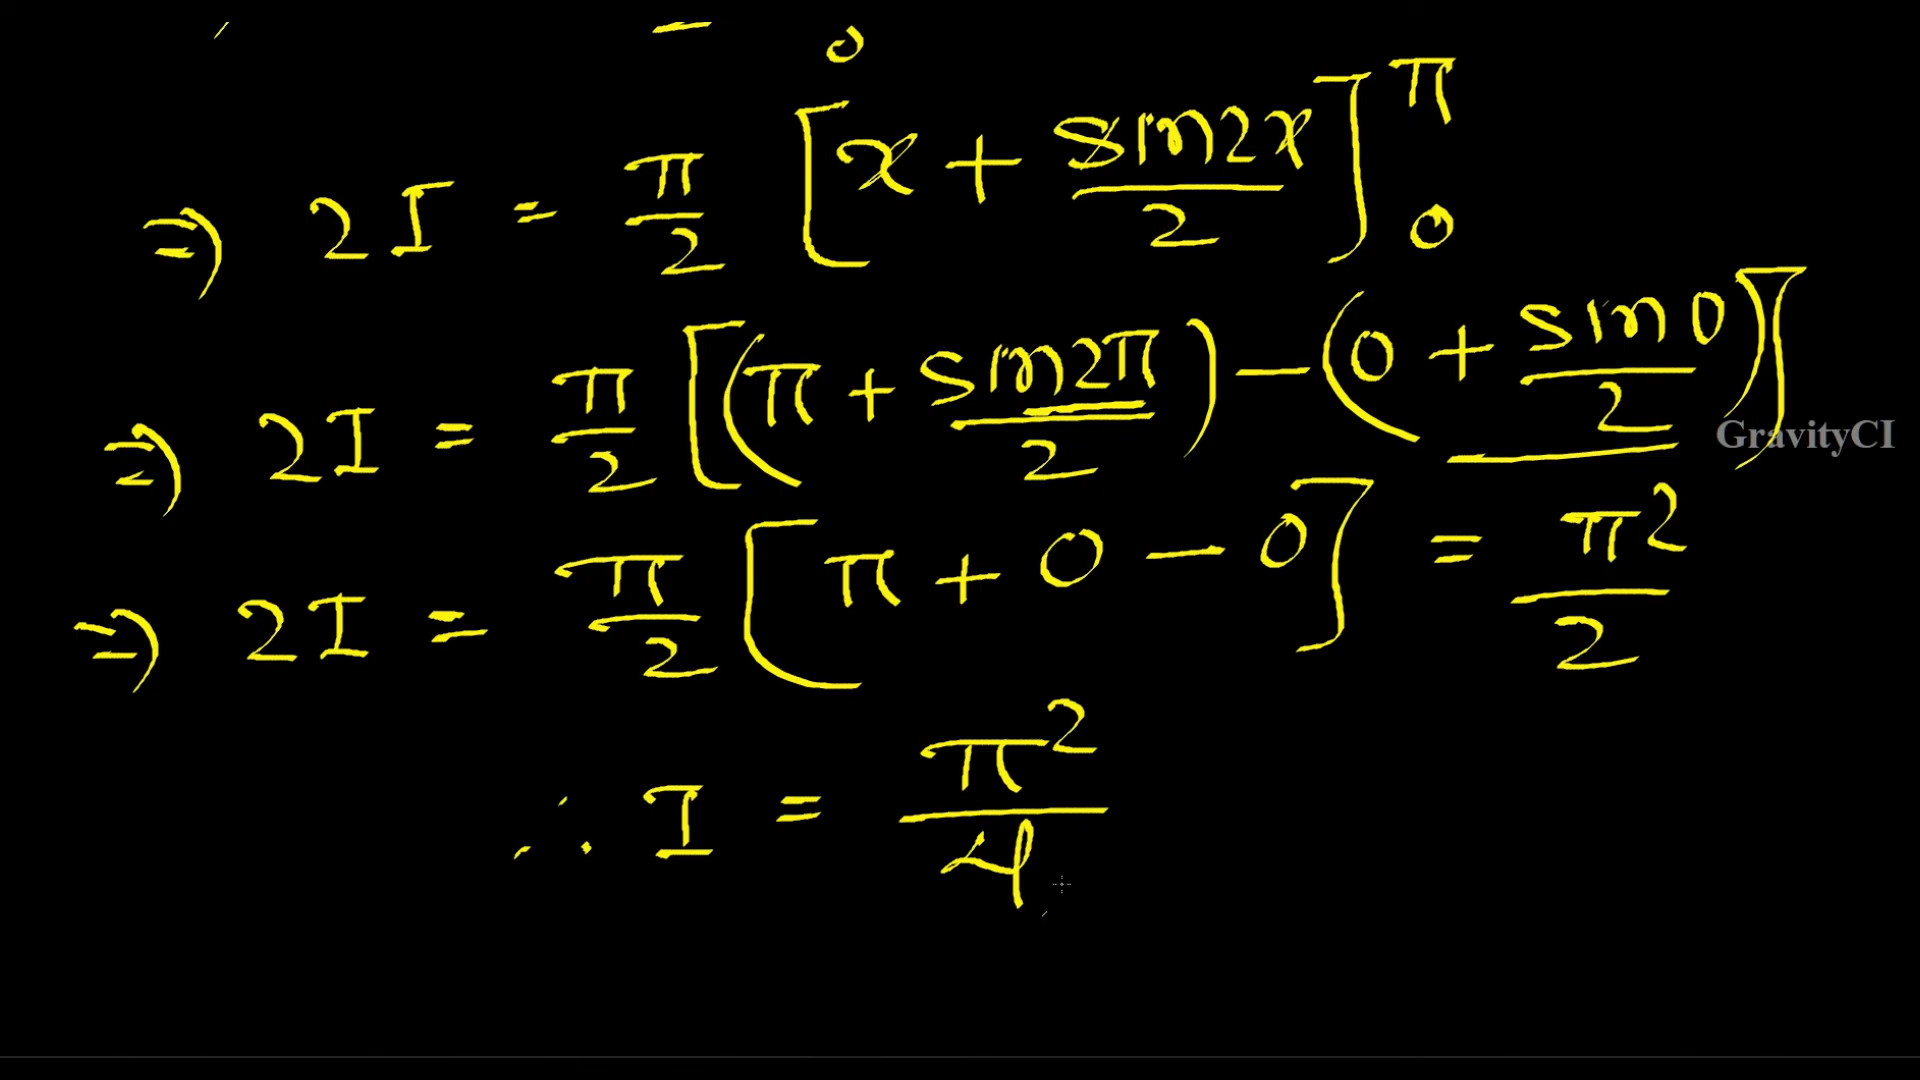 0
⇒ 2I = π/2 [x + sin2x/2]₀^π
⇒ 2I = π/2 [(π + sin2π/2) − (0 + sin0/2)]
GravityCI
⇒ 2I = π/2 [π + 0 − 0] = π²/2
∴ I = π²/4